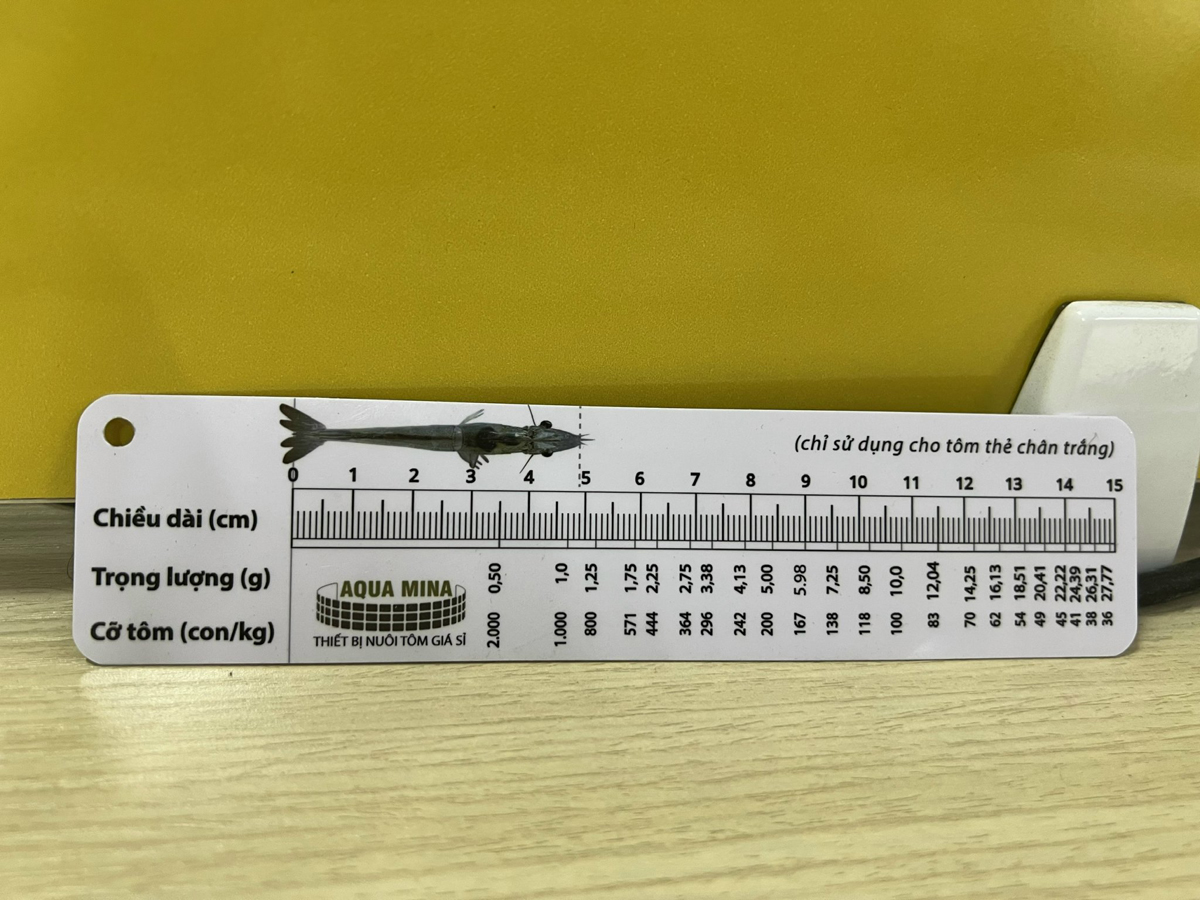 (chỉ sử dụng cho tôm thẻ chân trắng)
0 1 2 3 4 5 6 7 8 9 10 11 12 13 14 15
Chiều dài (cm)
Trọng lượng (g) 0,50 1,0 1,25 1,75 2,25 2,75 3,38 4,13 5,00 5.98 7,25 8,50 10,0 12,04 14,25 16,13 18,51 20,41 22,22 24,39 26,31 27,77
Cỡ tôm (con/kg) 2.000 1.000 800 571 444 364 296 242 200 167 138 118 100 83 70 62 54 49 45 41 38 36
AQUA MINA
THIẾT BỊ NUÔI TÔM GIÁ SỈ